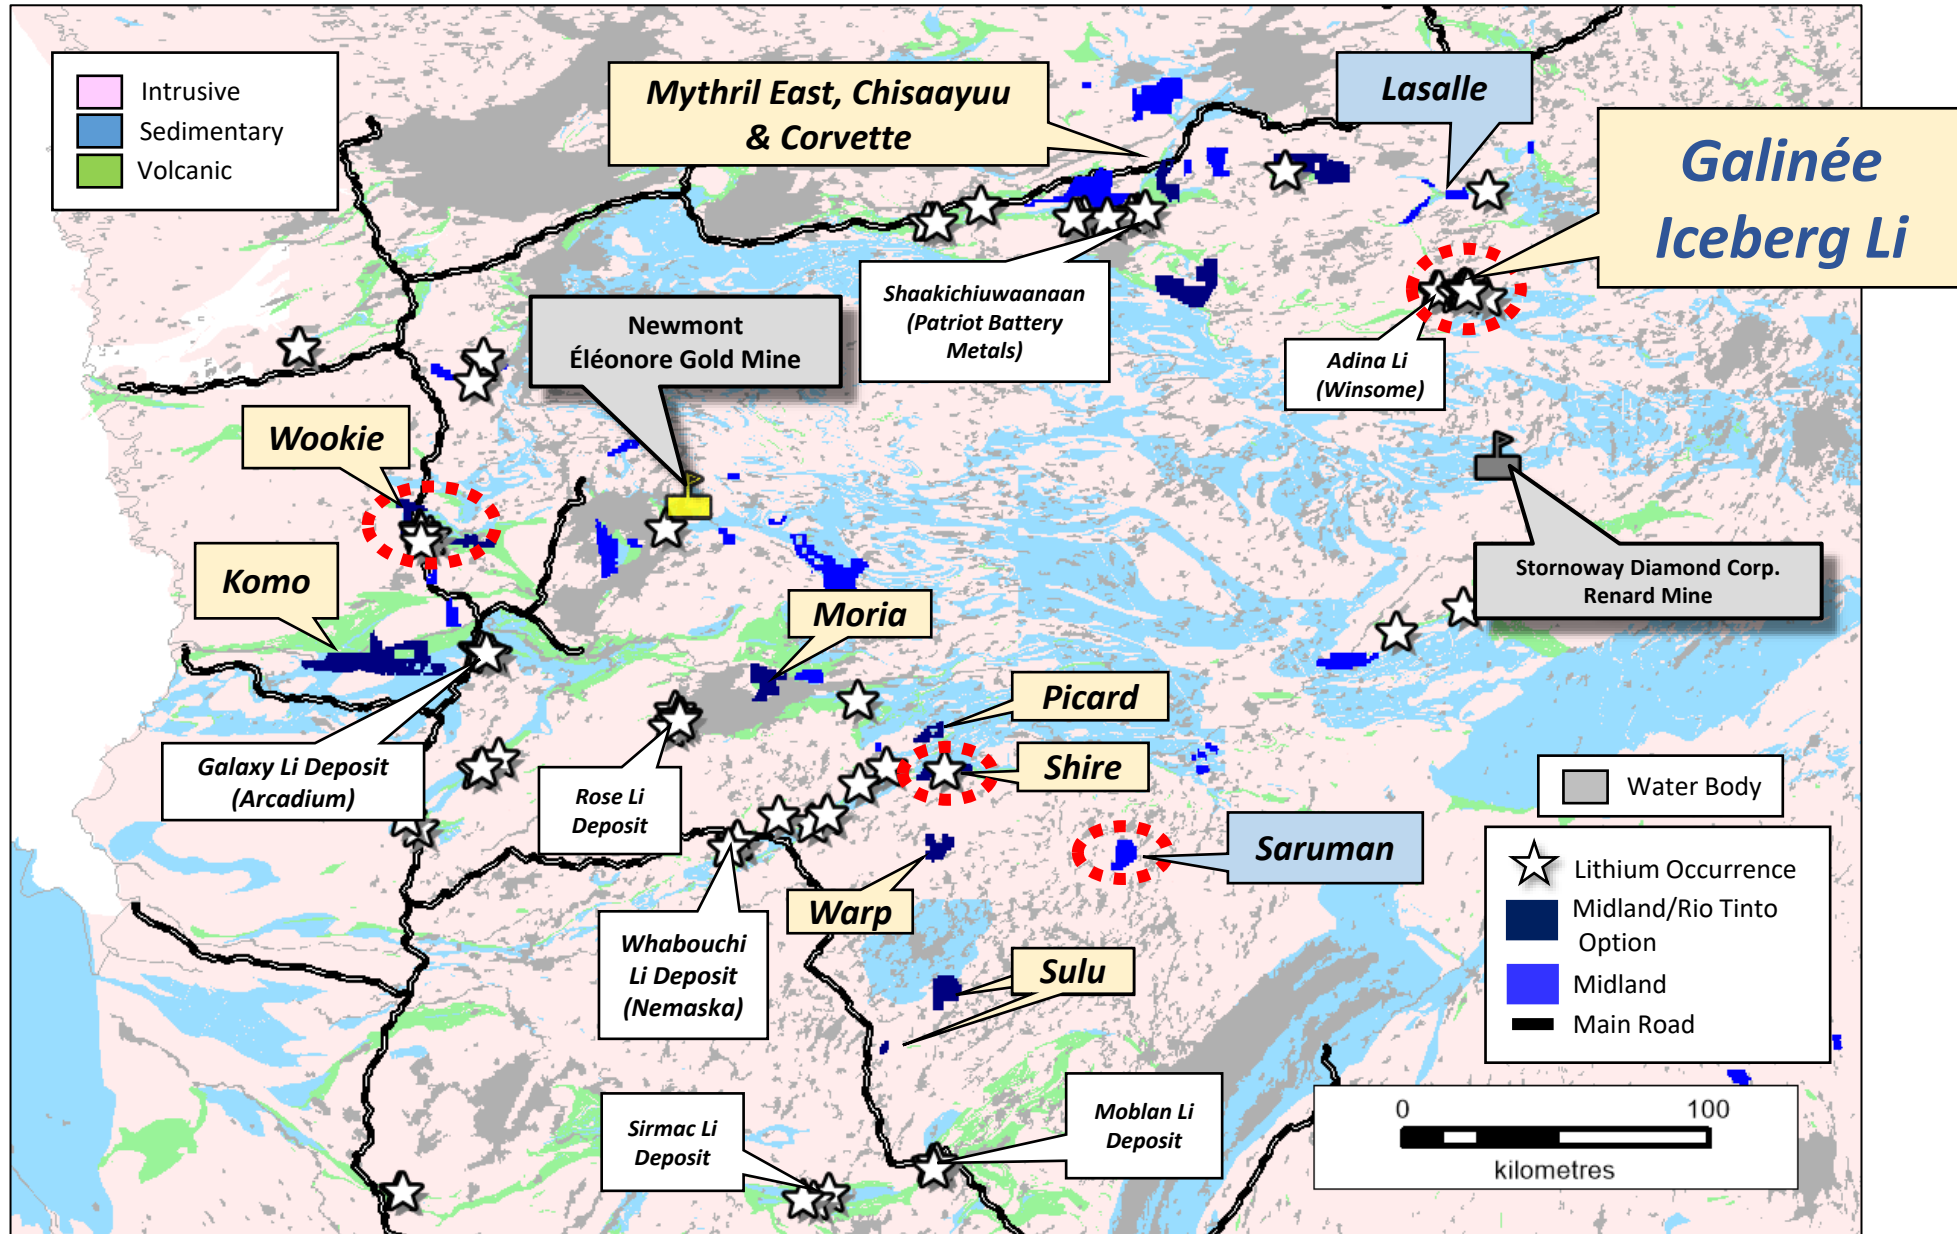 Intrusive
Sedimentary
Volcanic
Mythril East, Chisaayuu
& Corvette
Lasalle
Galinée
Iceberg Li
Shaakichiuwaanaan
(Patriot Battery
Metals)
Newmont
Éléonore Gold Mine
Adina Li
(Winsome)
Wookie
Komo
Stornoway Diamond Corp.
Renard Mine
Moria
Picard
Galaxy Li Deposit
(Arcadium)
Shire
Rose Li
Deposit
Water Body
Saruman
Lithium Occurrence
Midland/Rio Tinto
Option
Midland
Main Road
Warp
Whabouchi
Li Deposit
(Nemaska)
Sulu
Sirmac Li
Deposit
Moblan Li
Deposit
0 100
kilometres